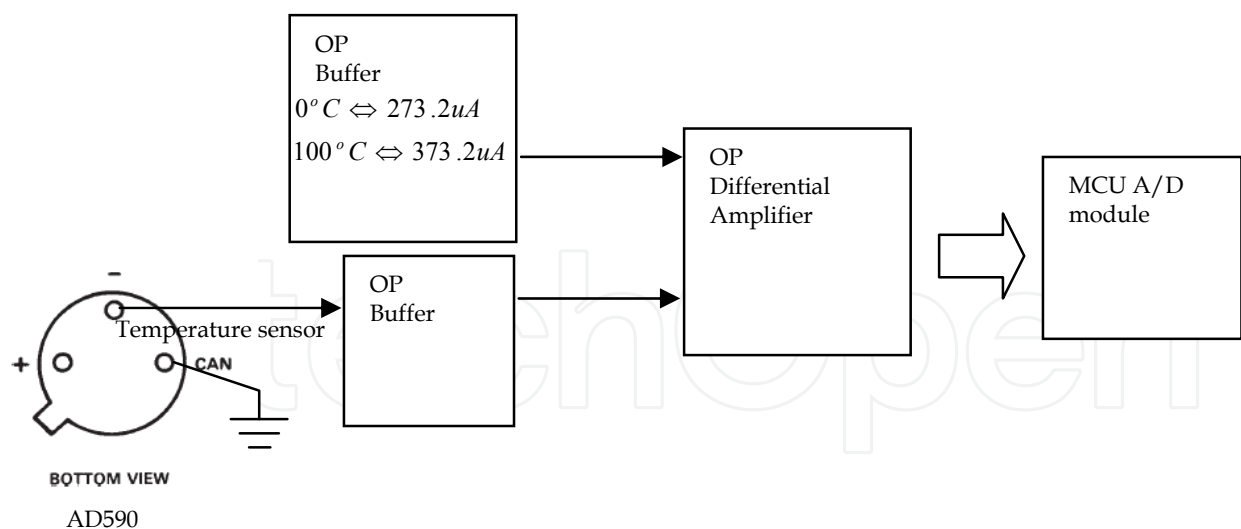 OP
Buffer
0°C ⇔ 273.2uA
100°C ⇔ 373.2uA
OP
Differential
Amplifier
MCU A/D
module
OP
Buffer
-
Temperature sensor
+
CAN
BOTTOM VIEW
AD590
techopen